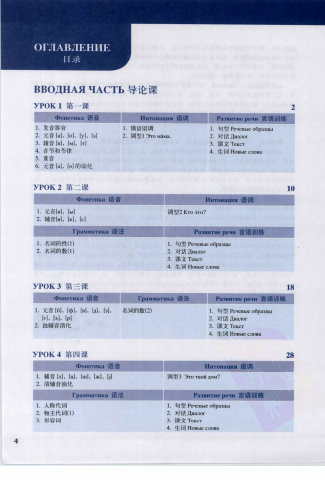 ОГЛАВЛЕНИЕ
目录
ВВОДНАЯ ЧАСТЬ 导论课
УРОК 1 第一课 2
Фонетика 语音
1. 发音器官
2. 元音[а], [о], [у], [э]
3. 辅音[м], [н], [т]
4. 音节和节律
5. 重音
6. 元音[а], [о]的弱化
Интонация 语调
1. 俄语语调
2. 调型1 Это мáма.
Развитие речи 言语训练
1. 句型 Речевые образцы
2. 对话 Диалог
3. 课文 Текст
4. 生词 Новые слова
УРОК 2 第二课 10
Фонетика 语音
1. 元音[и], [ы]
2. 辅音[п], [к], [с]
Интонация 语调
调型2 Кто это?
Грамматика 语法
1. 名词的性(1)
2. 名词的数(1)
Развитие речи 言语训练
1. 句型 Речевые образцы
2. 对话 Диалог
3. 课文 Текст
4. 生词 Новые слова
УРОК 3 第三课 18
Фонетика 语音
1. 元音[б], [ф], [в], [д], [з],
[г], [х], [р]
2. 浊辅音清化
Грамматика 语法
名词的数(2)
Развитие речи 言语训练
1. 句型 Речевые образцы
2. 对话 Диалог
3. 课文 Текст
4. 生词 Новые слова
УРОК 4 第四课 28
Фонетика 语音
1. 辅音 [л], [ц], [ш], [ж], [j]
2. 清辅音浊化
Интонация 语调
调型3 Это твой дом?
Грамматика 语法
1. 人称代词
2. 物主代词(1)
3. 形容词
Развитие речи 言语训练
1. 句型 Речевые образцы
2. 对话 Диалог
3. 课文 Текст
4. 生词 Новые слова
4